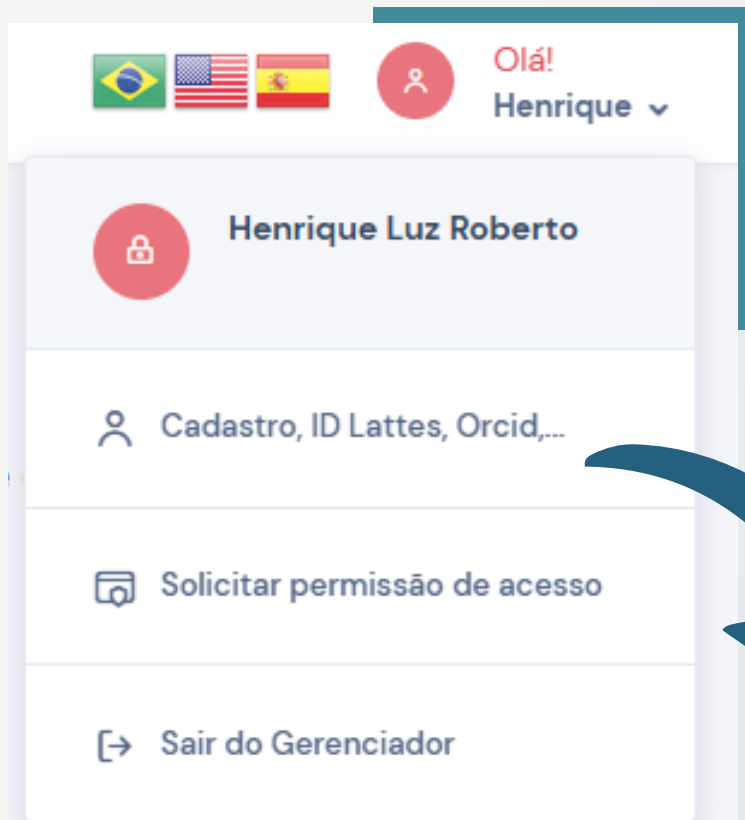 Olá!
Henrique
Henrique Luz Roberto
Cadastro, ID Lattes, Orcid,...
Solicitar permissão de acesso
Sair do Gerenciador